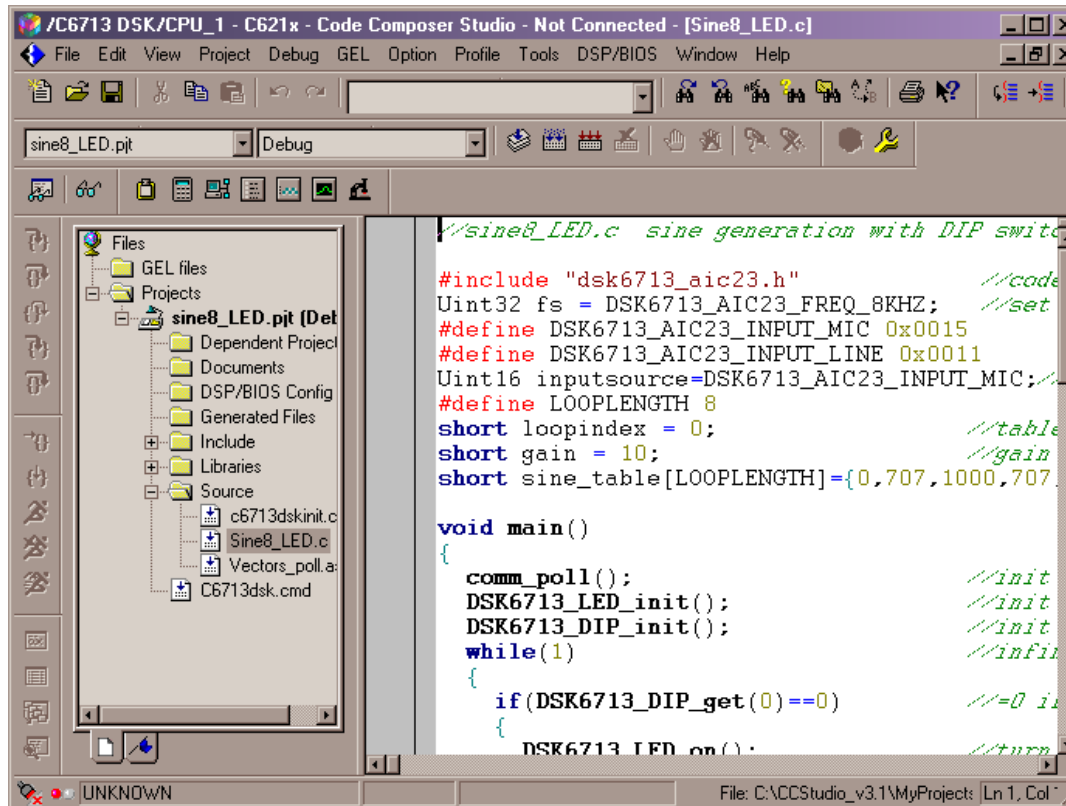 /C6713 DSK/CPU_1 - C621x - Code Composer Studio - Not Connected - [Sine8_LED.c]
File Edit View Project Debug GEL Option Profile Tools DSP/BIOS Window Help
sine8_LED.pjt Debug
Files
GEL files
Projects
sine8_LED.pjt (Deb
Dependent Project
Documents
DSP/BIOS Config
Generated Files
Include
Libraries
Source
c6713dskinit.c
Sine8_LED.c
Vectors_poll.a
C6713dsk.cmd
//sine8_LED.c sine generation with DIP switc
#include "dsk6713_aic23.h" //code
Uint32 fs = DSK6713_AIC23_FREQ_8KHZ; //set
#define DSK6713_AIC23_INPUT_MIC 0x0015
#define DSK6713_AIC23_INPUT_LINE 0x0011
Uint16 inputsource=DSK6713_AIC23_INPUT_MIC;//
#define LOOPLENGTH 8
short loopindex = 0; //table
short gain = 10; //gain
short sine_table[LOOPLENGTH]={0,707,1000,707,
void main()
{
comm_poll(); //init
DSK6713_LED_init(); //init
DSK6713_DIP_init(); //init
while(1) //infin
{
if(DSK6713_DIP_get(0)==0) //=0 if
{
DSK6713_LED_on(); //turn
UNKNOWN
File: C:\CCStudio_v3.1\MyProjects Ln 1, Col 1